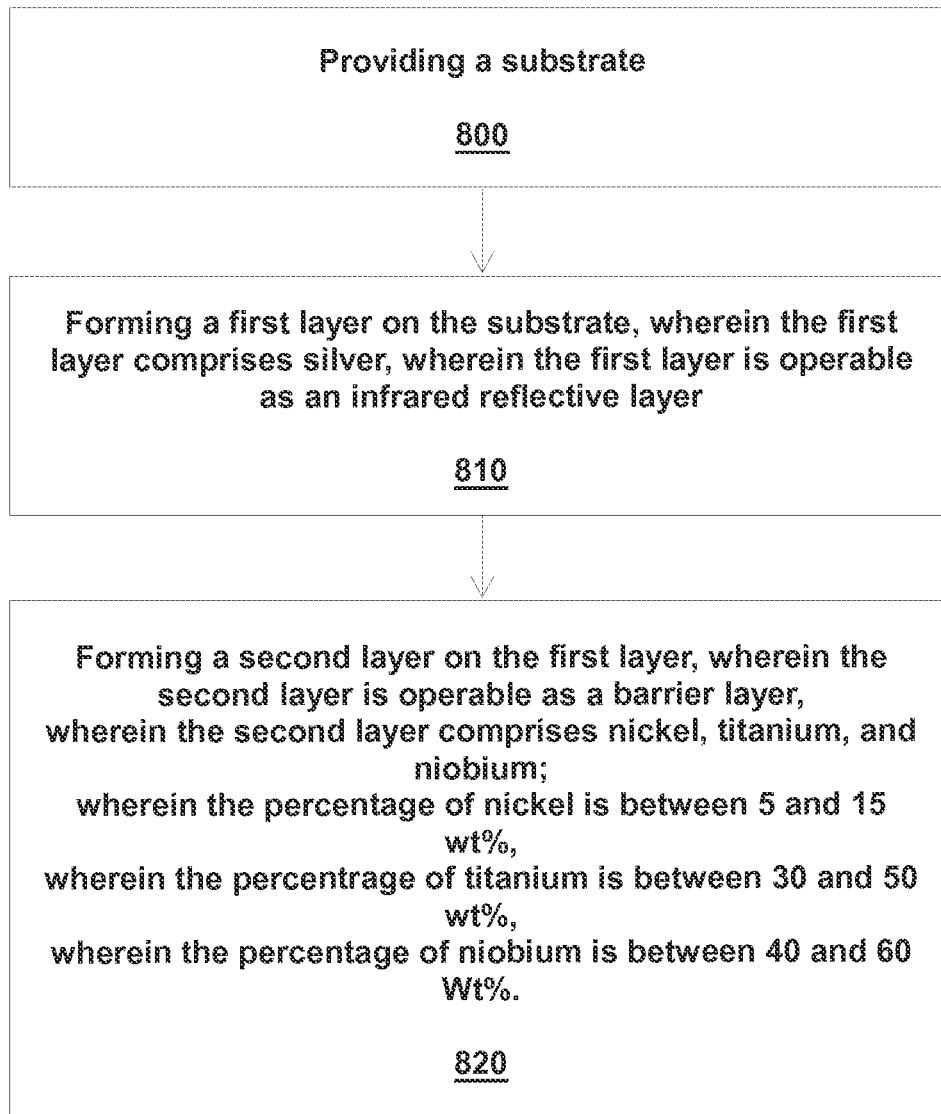 Providing a substrate
800
Forming a first layer on the substrate, wherein the first
layer comprises silver, wherein the first layer is operable
as an infrared reflective layer
810
Forming a second layer on the first layer, wherein the
second layer is operable as a barrier layer,
wherein the second layer comprises nickel, titanium, and
niobium;
wherein the percentage of nickel is between 5 and 15
wt%,
wherein the percentrage of titanium is between 30 and 50
wt%,
wherein the percentage of niobium is between 40 and 60
Wt%.
820